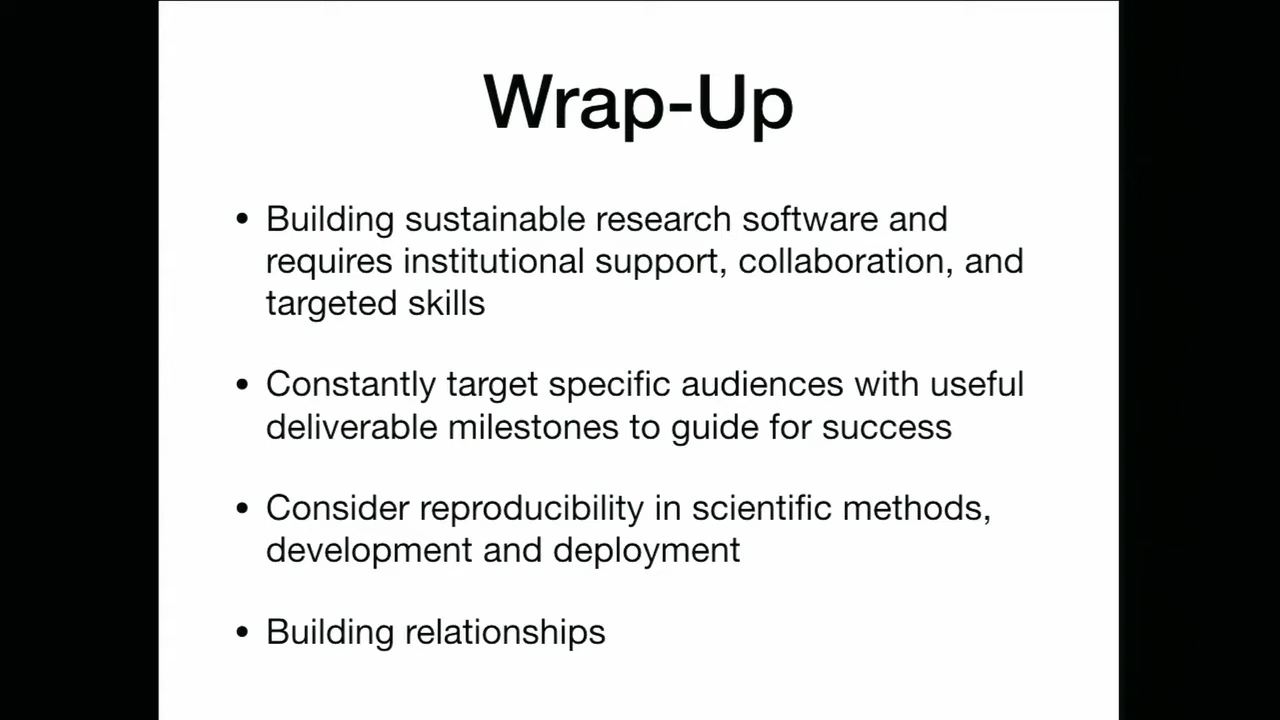 Wrap-Up
• Building sustainable research software and
requires institutional support, collaboration, and
targeted skills
• Constantly target specific audiences with useful
deliverable milestones to guide for success
• Consider reproducibility in scientific methods,
development and deployment
• Building relationships